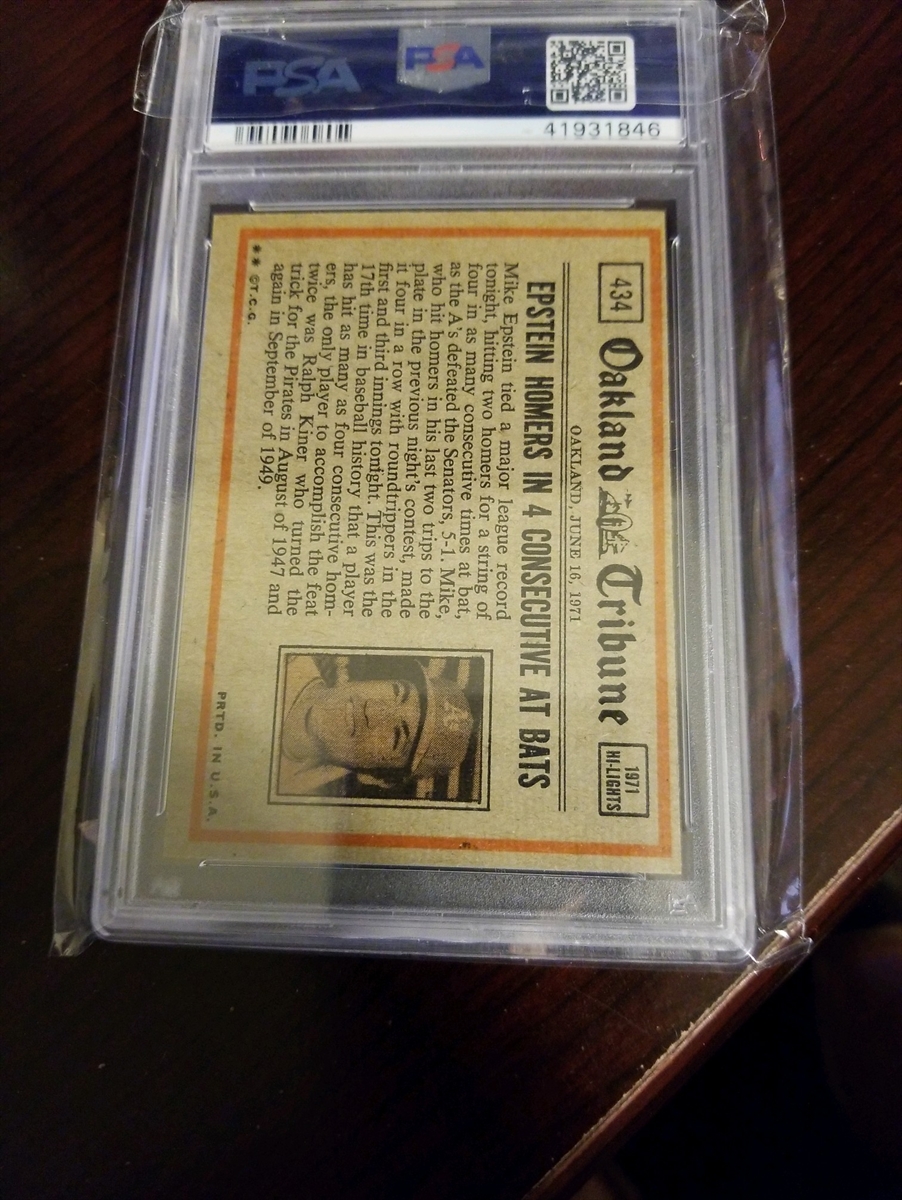 PSA
PSA
41931846
434
Oakland Tribune
1971
HI-LIGHTS
OAKLAND, JUNE 16, 1971
EPSTEIN HOMERS IN 4 CONSECUTIVE AT BATS
Mike Epstein tied a major league record
tonight, hitting two homers for a string of
four in as many consecutive times at bat,
as the A's defeated the Senators, 5-1. Mike,
who hit homers in his last two trips to the
plate in the previous night's contest, made
it four in a row with roundtrippers in the
first and third innings tonight. This was the
17th time in baseball history that a player
has hit as many as four consecutive hom-
ers, the only player to accomplish the feat
twice was Ralph Kiner who turned the
trick for the Pirates in August of 1947 and
again in September of 1949.
A's
** ©T.C.G.
PRTD. IN U.S.A.